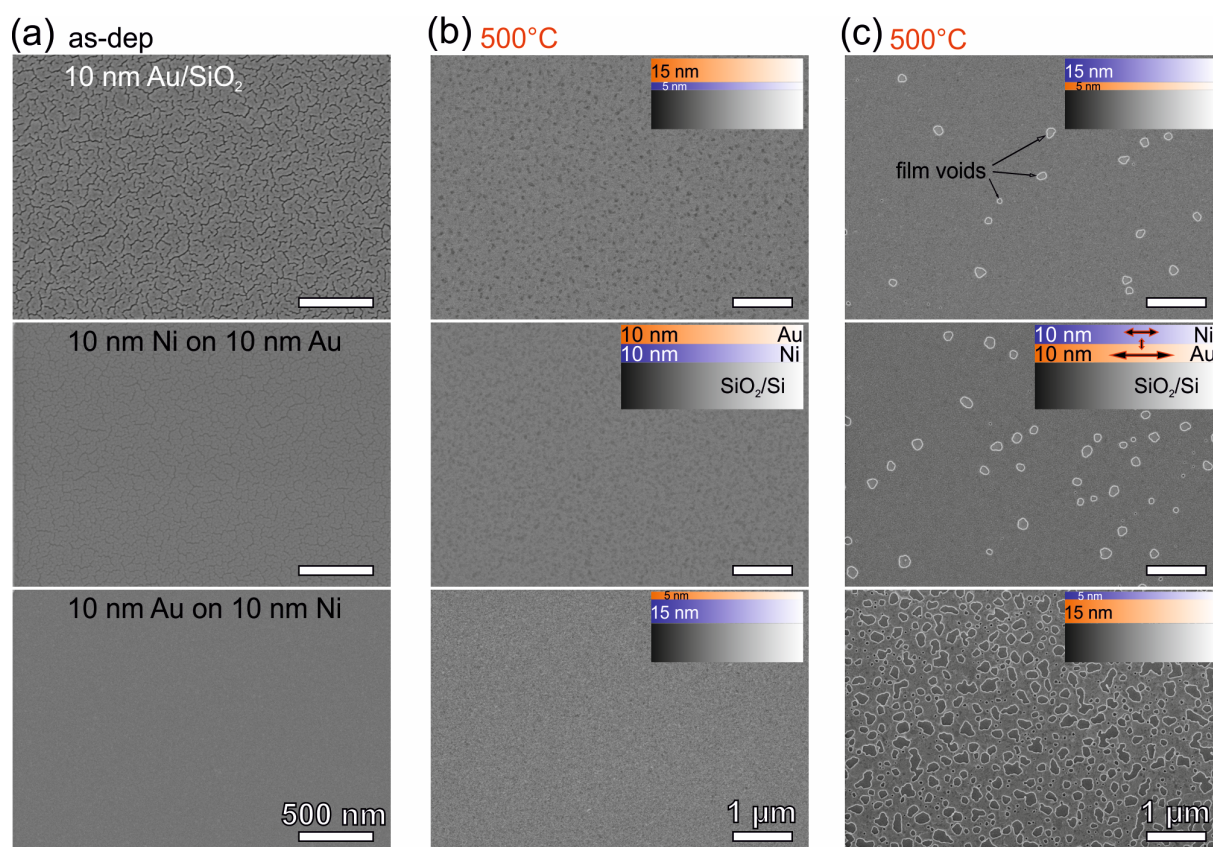 (a) as-dep
10 nm Au/SiO₂
10 nm Ni on 10 nm Au
10 nm Au on 10 nm Ni
500 nm
(b) 500°C
15 nm
5 nm
10 nm Au
10 nm Ni
SiO₂/Si
5 nm
15 nm
1 µm
(c) 500°C
15 nm
5 nm
film voids
10 nm Ni
10 nm Au
SiO₂/Si
5 nm
15 nm
1 µm